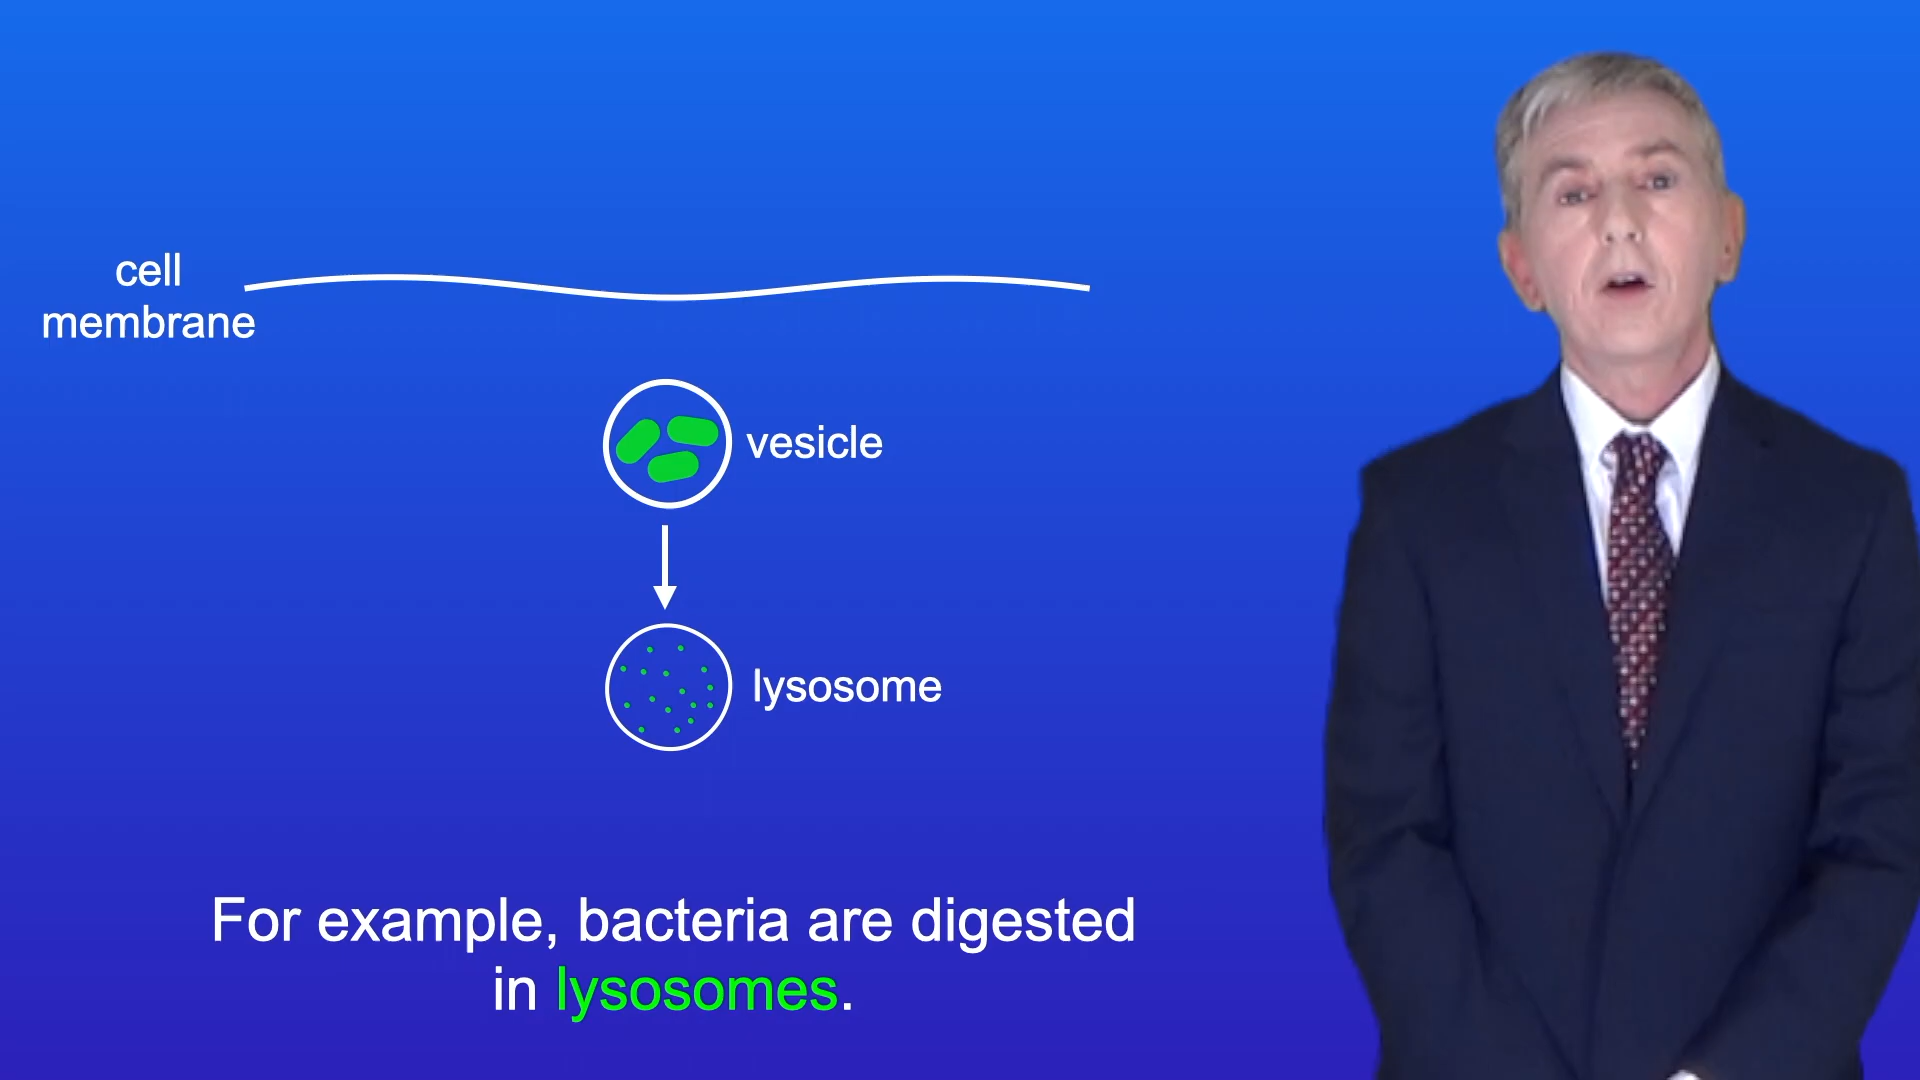 cell
membrane
vesicle
lysosome
For example, bacteria are digested
in lysosomes.